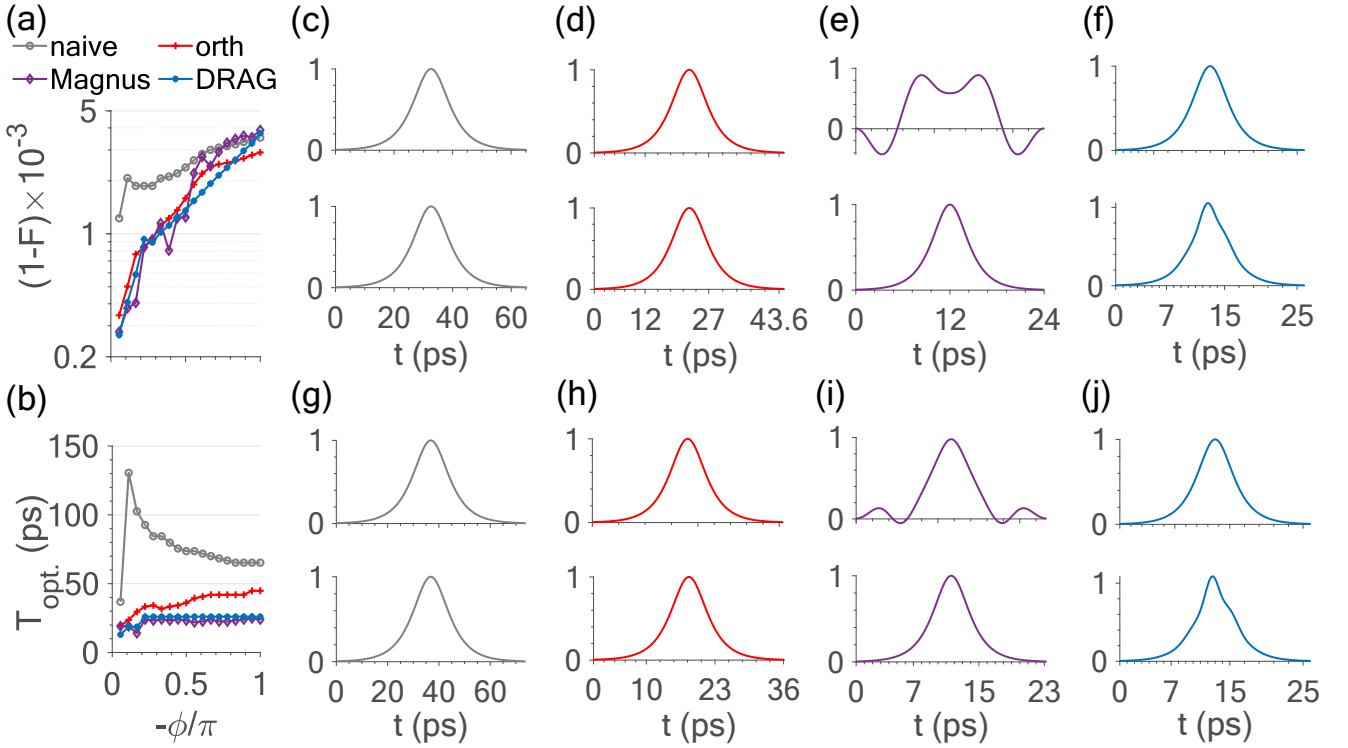 (a)
naive orth
Magnus DRAG
5
1
0.2
(1-F)×10⁻³
(b)
150
100
50
0
T_opt. (ps)
0 0.5 1
-ϕ/π
(c)
1
0
1
0
0 20 40 60
t (ps)
(d)
1
0
1
0
0 12 27 43.6
t (ps)
(e)
1
0
1
0
0 12 24
t (ps)
(f)
1
0
1
0
0 7 15 25
t (ps)
(g)
1
0
1
0
0 20 40 60
t (ps)
(h)
1
0
1
0
0 12 23 36
t (ps)
(i)
1
0
1
0
0 7 15 23
t (ps)
(j)
1
0
1
0
0 7 15 25
t (ps)